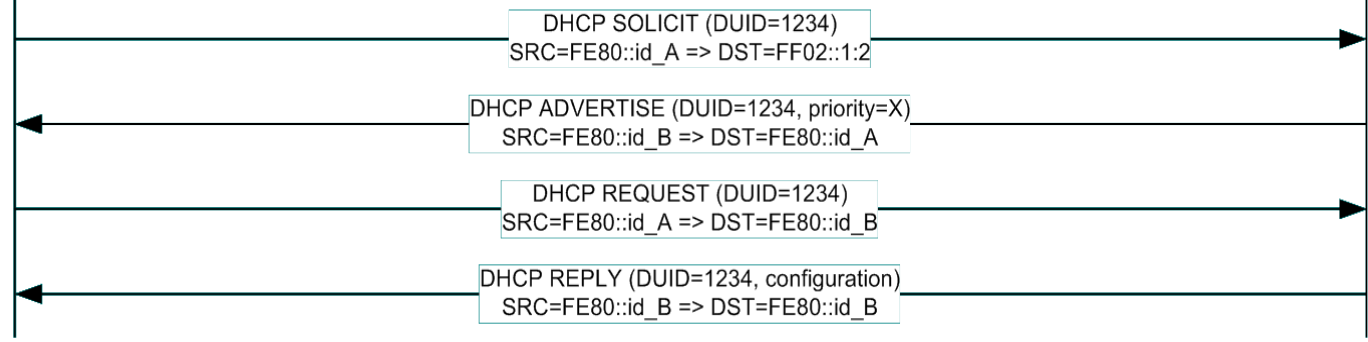 DHCP SOLICIT (DUID=1234)
SRC=FE80::id_A => DST=FF02::1:2
DHCP ADVERTISE (DUID=1234, priority=X)
SRC=FE80::id_B => DST=FE80::id_A
DHCP REQUEST (DUID=1234)
SRC=FE80::id_A => DST=FE80::id_B
DHCP REPLY (DUID=1234, configuration)
SRC=FE80::id_B => DST=FE80::id_B